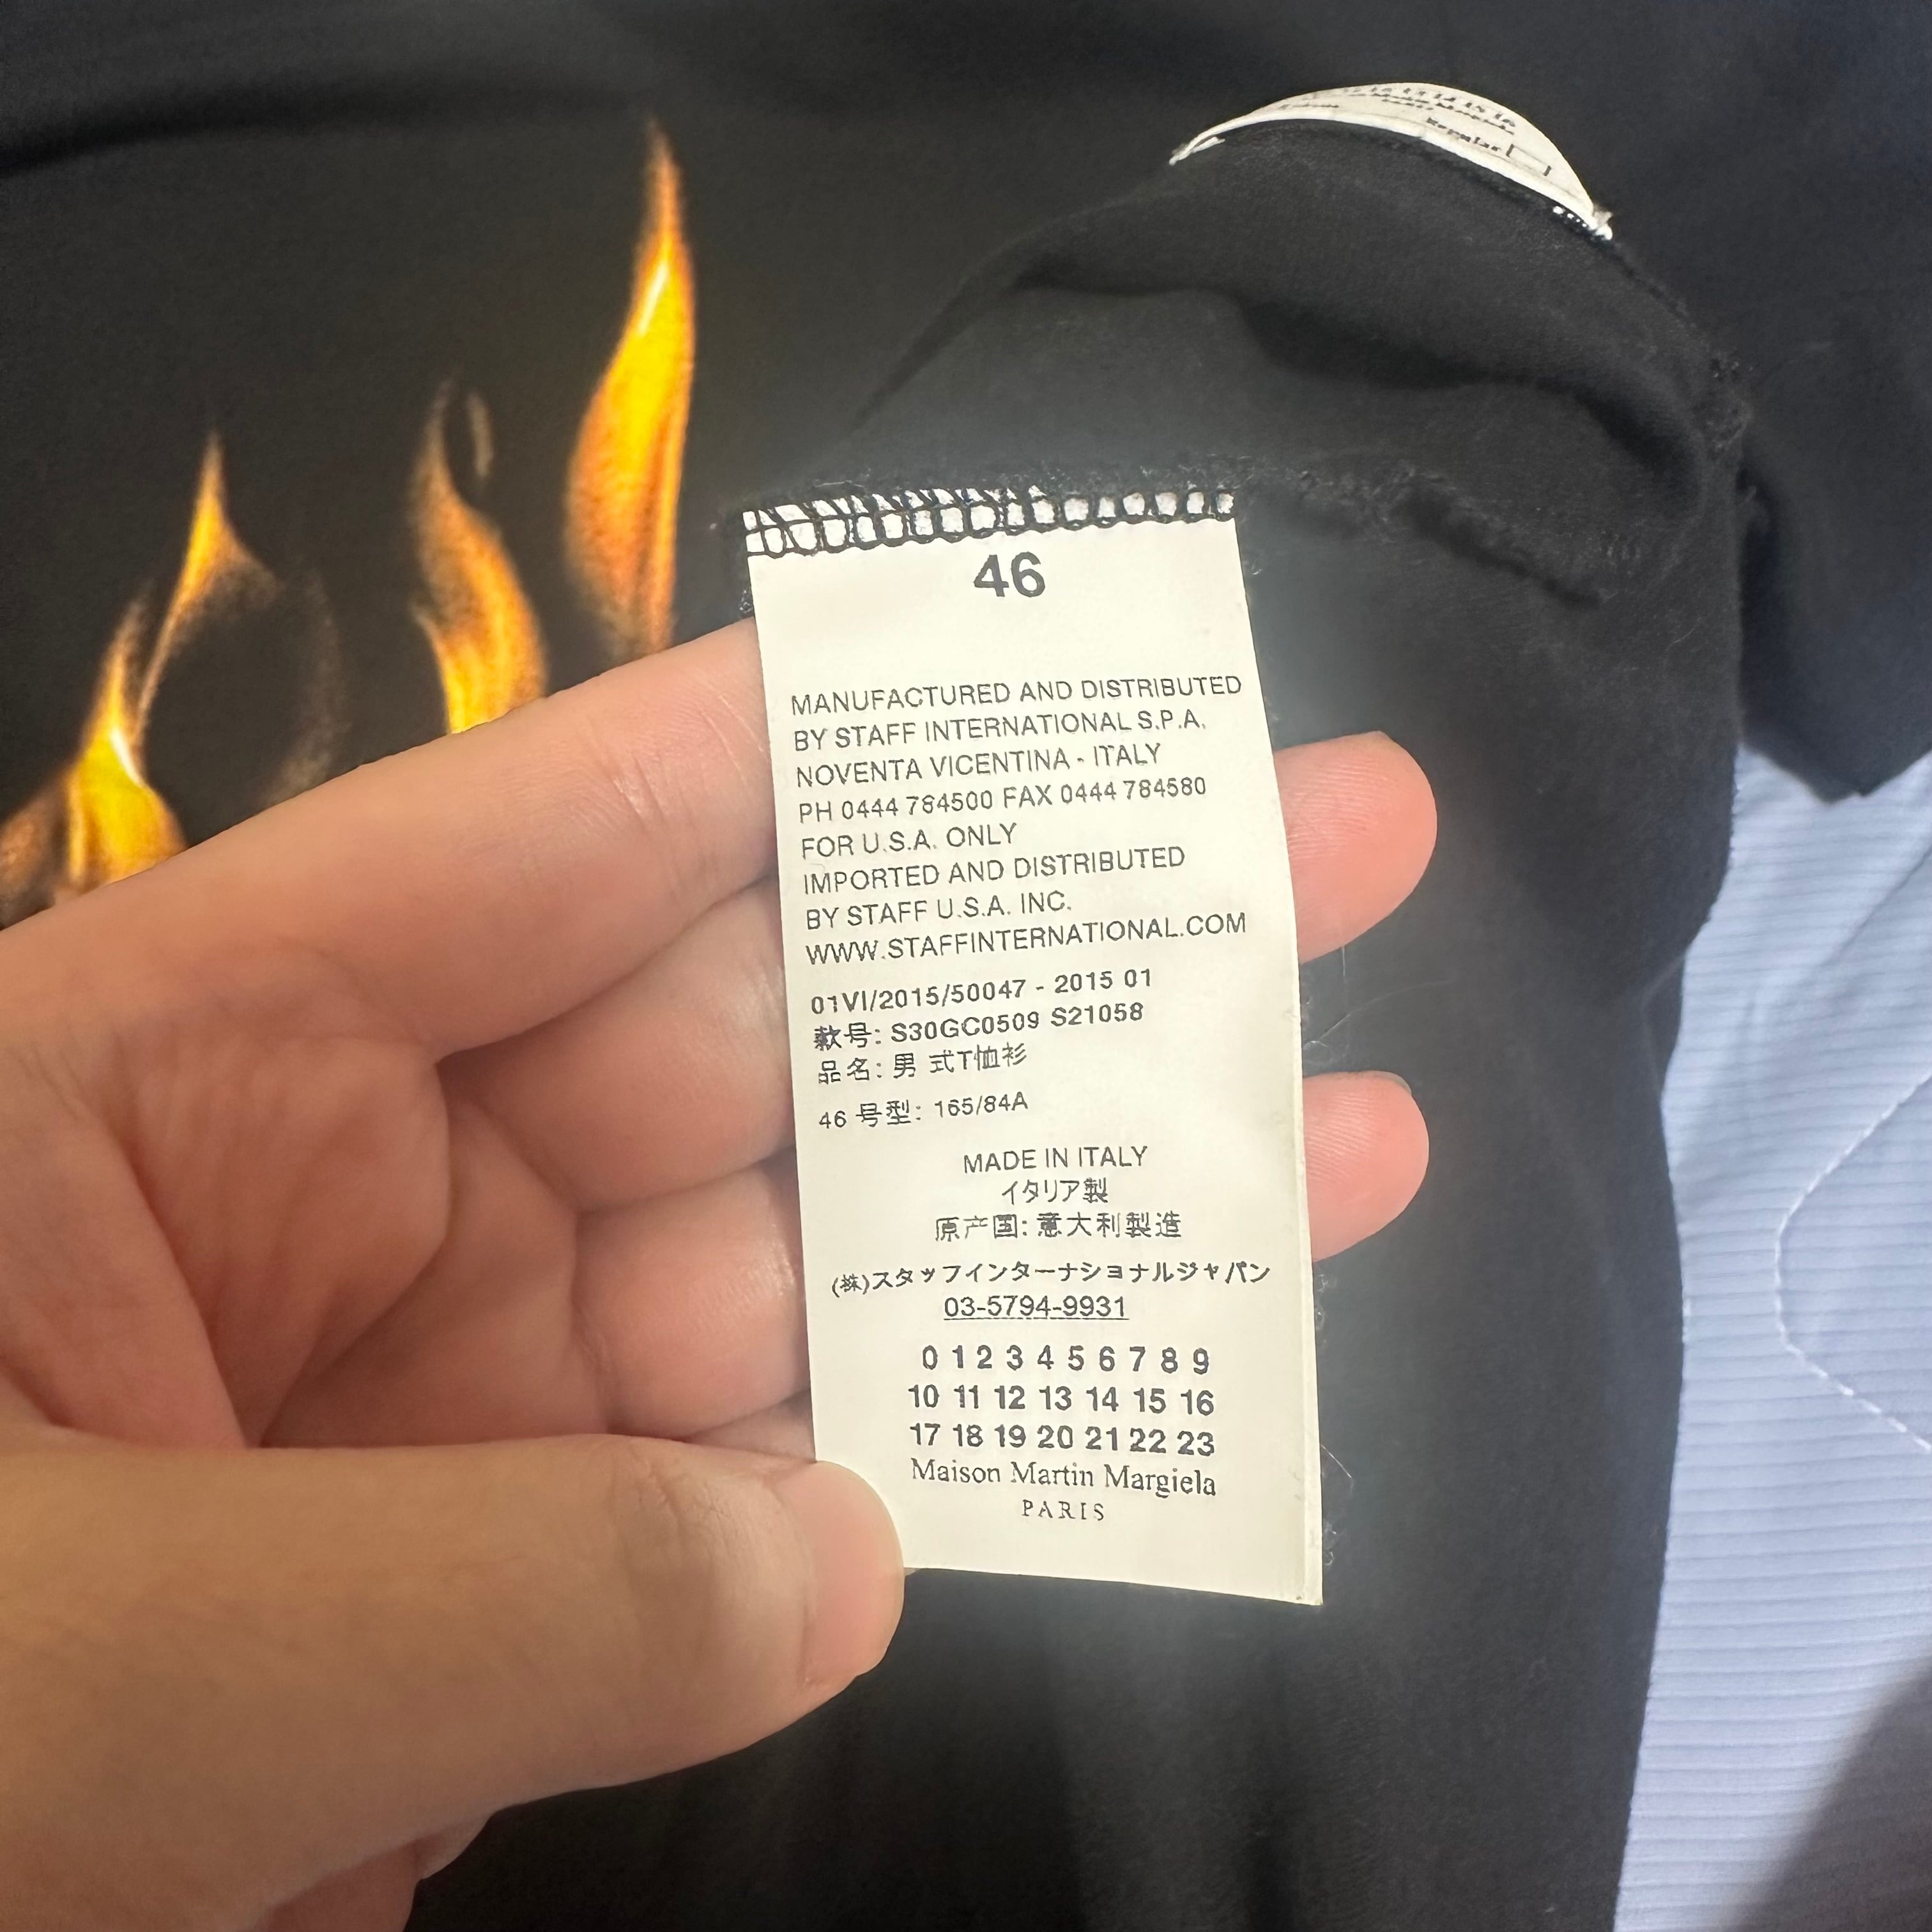 Regular
46
MANUFACTURED AND DISTRIBUTED
BY STAFF INTERNATIONAL S.P.A.
NOVENTA VICENTINA - ITALY
PH 0444 784500 FAX 0444 784580
FOR U.S.A. ONLY
IMPORTED AND DISTRIBUTED
BY STAFF U.S.A. INC.
WWW.STAFFINTERNATIONAL.COM
01VI/2015/50047 - 2015 01
款号: S30GC0509 S21058
品名: 男 式T恤衫
46 号型: 165/84A
MADE IN ITALY
イタリア製
原产国: 意大利製造
(株)スタッフインターナショナルジャパン
03-5794-9931
0 1 2 3 4 5 6 7 8 9
10 11 12 13 14 15 16
17 18 19 20 21 22 23
Maison Martin Margiela
PARIS